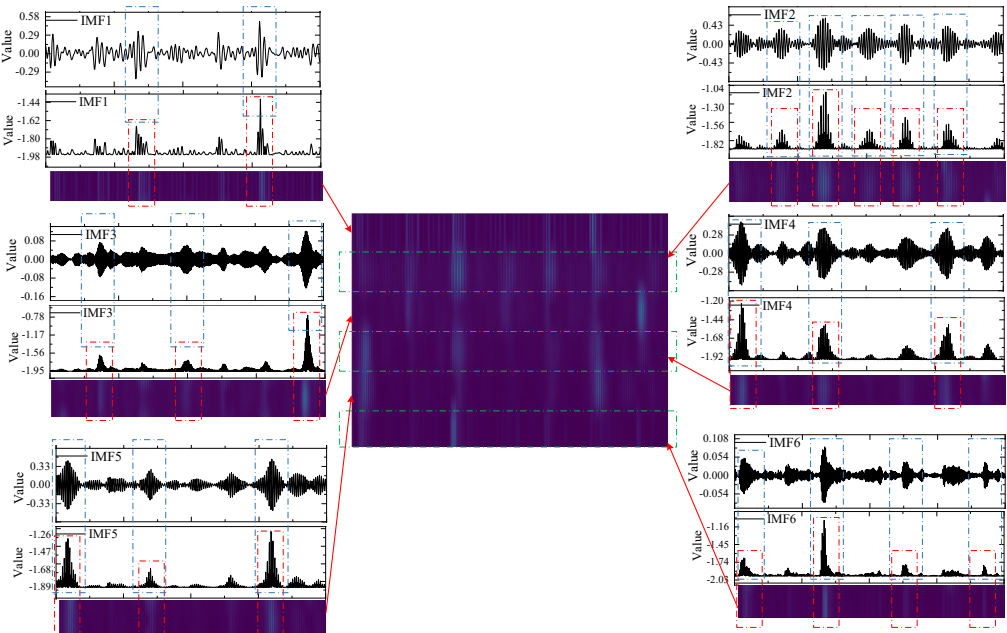 0.58
0.29
0.00
-0.29
Value
IMF1
-1.44
-1.62
-1.80
-1.98
Value
IMF1
0.43
0.00
-0.43
Value
IMF2
-1.04
-1.30
-1.56
-1.82
Value
IMF2
0.08
0.00
-0.08
-0.16
Value
IMF3
-0.78
-1.17
-1.56
-1.95
Value
IMF3
0.28
0.00
-0.28
Value
IMF4
-1.20
-1.44
-1.68
-1.92
Value
IMF4
0.33
0.00
-0.33
Value
IMF5
-1.26
-1.47
-1.68
-1.89
Value
IMF5
0.108
0.054
0.000
-0.054
Value
IMF6
-1.16
-1.45
-1.74
-2.03
Value
IMF6